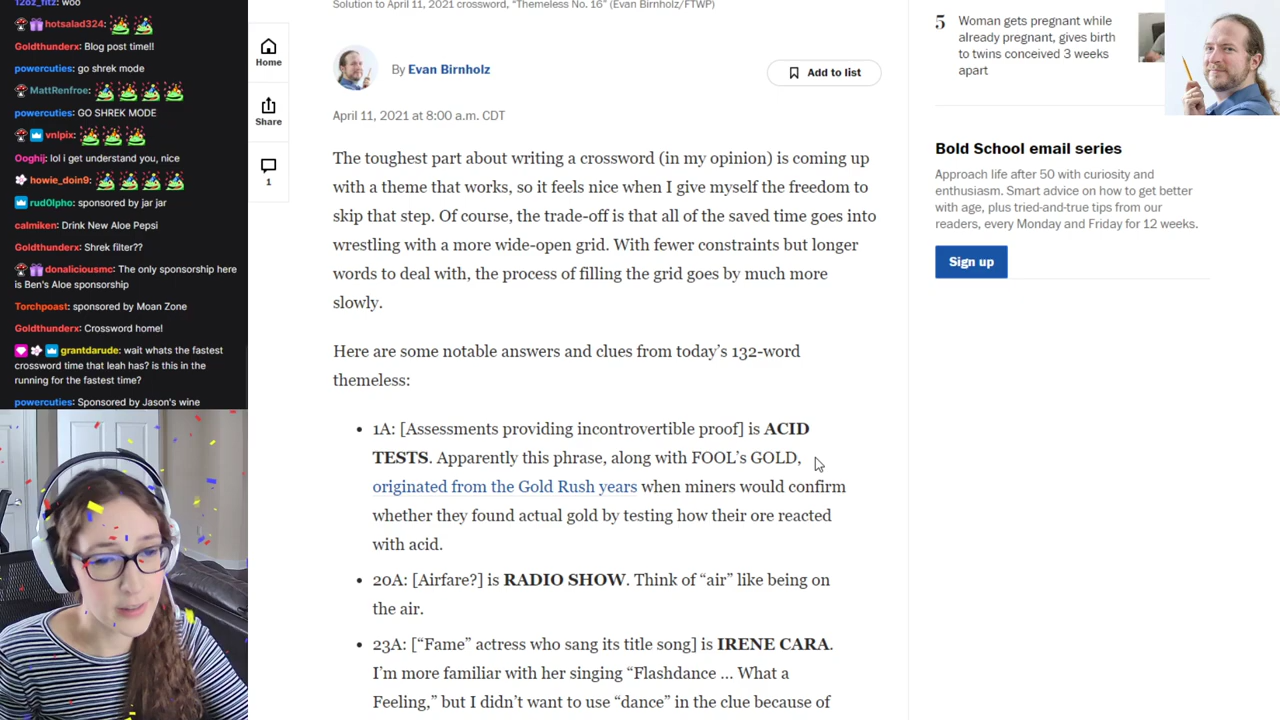 12oz_fitz: woo
hotsalad324:
Goldthunderx: Blog post time!!
powercuties: go shrek mode
MattRenfroe:
powercuties: GO SHREK MODE
vnlpix:
Ooghij: lol i get understand you, nice
howie_doin9:
rud0lpho: sponsored by jar jar
calmiken: Drink New Aloe Pepsi
Goldthunderx: Shrek filter??
donaliciousmc: The only sponsorship here
is Ben's Aloe sponsorship
Torchpoast: sponsored by Moan Zone
Goldthunderx: Crossword home!
grantdarude: wait whats the fastest
crossword time that leah has? is this in the
running for the fastest time?
powercuties: Sponsored by Jason's wine
Home
Share
1
Solution to April 11, 2021 crossword, “Themeless No. 16” (Evan Birnholz/FTWP)
By Evan Birnholz
Add to list
April 11, 2021 at 8:00 a.m. CDT
The toughest part about writing a crossword (in my opinion) is coming up
with a theme that works, so it feels nice when I give myself the freedom to
skip that step. Of course, the trade-off is that all of the saved time goes into
wrestling with a more wide-open grid. With fewer constraints but longer
words to deal with, the process of filling the grid goes by much more
slowly.
Here are some notable answers and clues from today’s 132-word
themeless:
• 1A: [Assessments providing incontrovertible proof] is ACID
TESTS. Apparently this phrase, along with FOOL’s GOLD,
originated from the Gold Rush years when miners would confirm
whether they found actual gold by testing how their ore reacted
with acid.
• 20A: [Airfare?] is RADIO SHOW. Think of “air” like being on
the air.
• 23A: [“Fame” actress who sang its title song] is IRENE CARA.
I’m more familiar with her singing “Flashdance … What a
Feeling,” but I didn’t want to use “dance” in the clue because of
5 Woman gets pregnant while
already pregnant, gives birth
to twins conceived 3 weeks
apart
Bold School email series
Approach life after 50 with curiosity and
enthusiasm. Smart advice on how to get better
with age, plus tried-and-true tips from our
readers, every Monday and Friday for 12 weeks.
Sign up